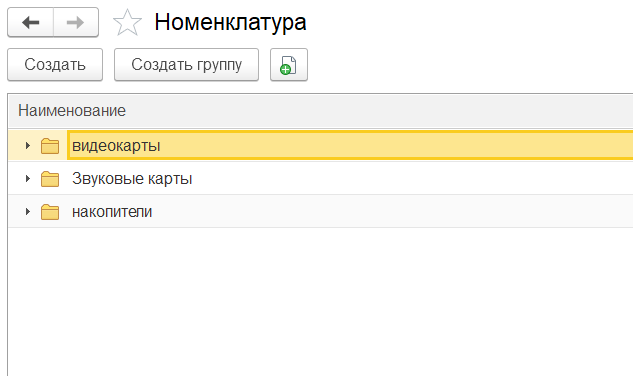 Номенклатура
Создать Создать группу
Наименование
видеокарты
Звуковые карты
накопители